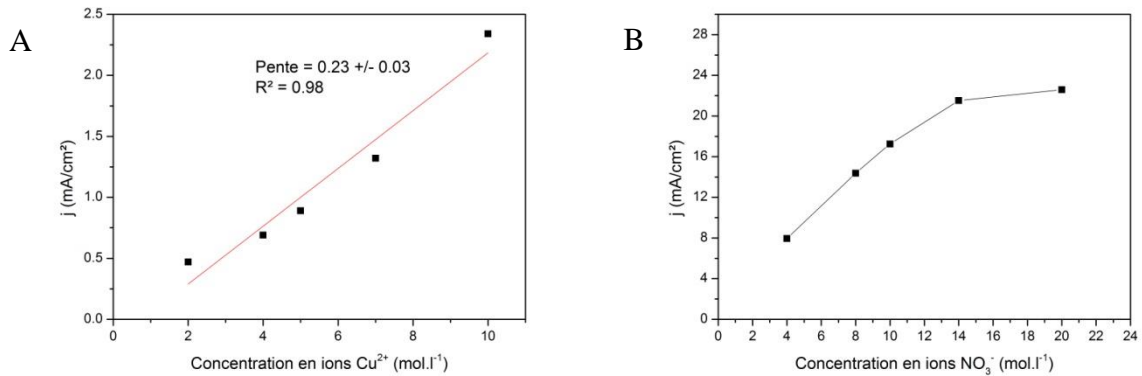 A
2.5
2.0
1.5
1.0
0.5
0.0
j (mA/cm²)
Pente = 0.23 +/- 0.03
R² = 0.98
0 2 4 6 8 10
Concentration en ions Cu²⁺ (mol.l⁻¹)
B
28
24
20
16
12
8
4
0
j (mA/cm²)
0 2 4 6 8 10 12 14 16 18 20 22 24
Concentration en ions NO₃⁻ (mol.l⁻¹)